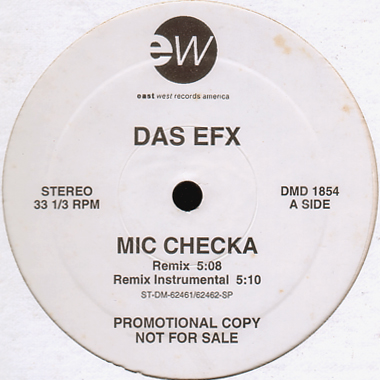 ew
east west records america
DAS EFX
STEREO
33 1/3 RPM
DMD 1854
A SIDE
MIC CHECKA
Remix 5:08
Remix Instrumental 5:10
ST-DM-62461/62462-SP
PROMOTIONAL COPY
NOT FOR SALE